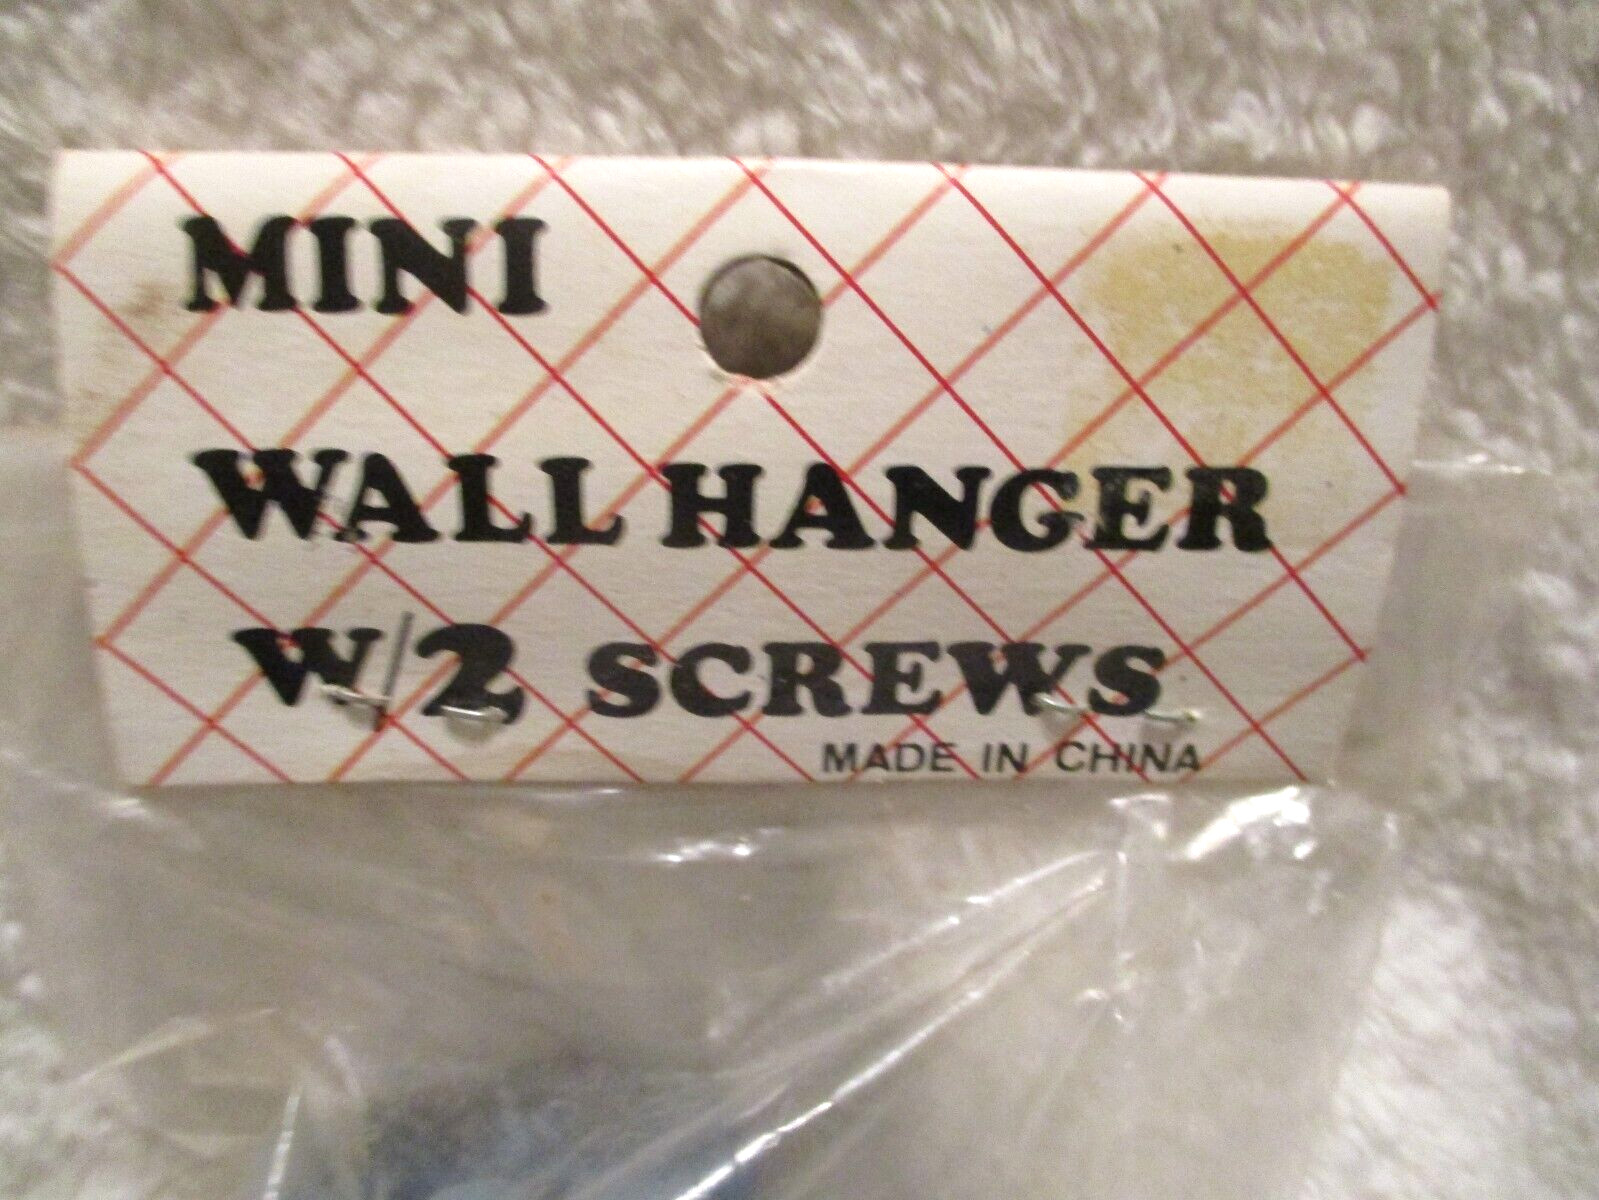 MINI
WALL HANGER
W/2 SCREWS
MADE IN CHINA